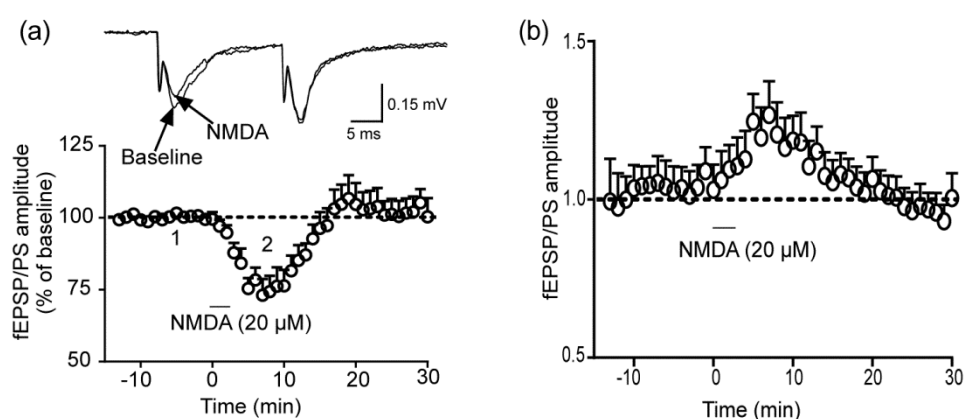 (a)
0.15 mV
5 ms
NMDA
Baseline
fEPSP/PS amplitude
(% of baseline)
125
100
75
50
1
2
NMDA (20 µM)
-10
0
10
20
30
Time (min)
(b)
fEPSP/PS amplitude
1.5
1.0
0.5
NMDA (20 µM)
-10
0
10
20
30
Time (min)